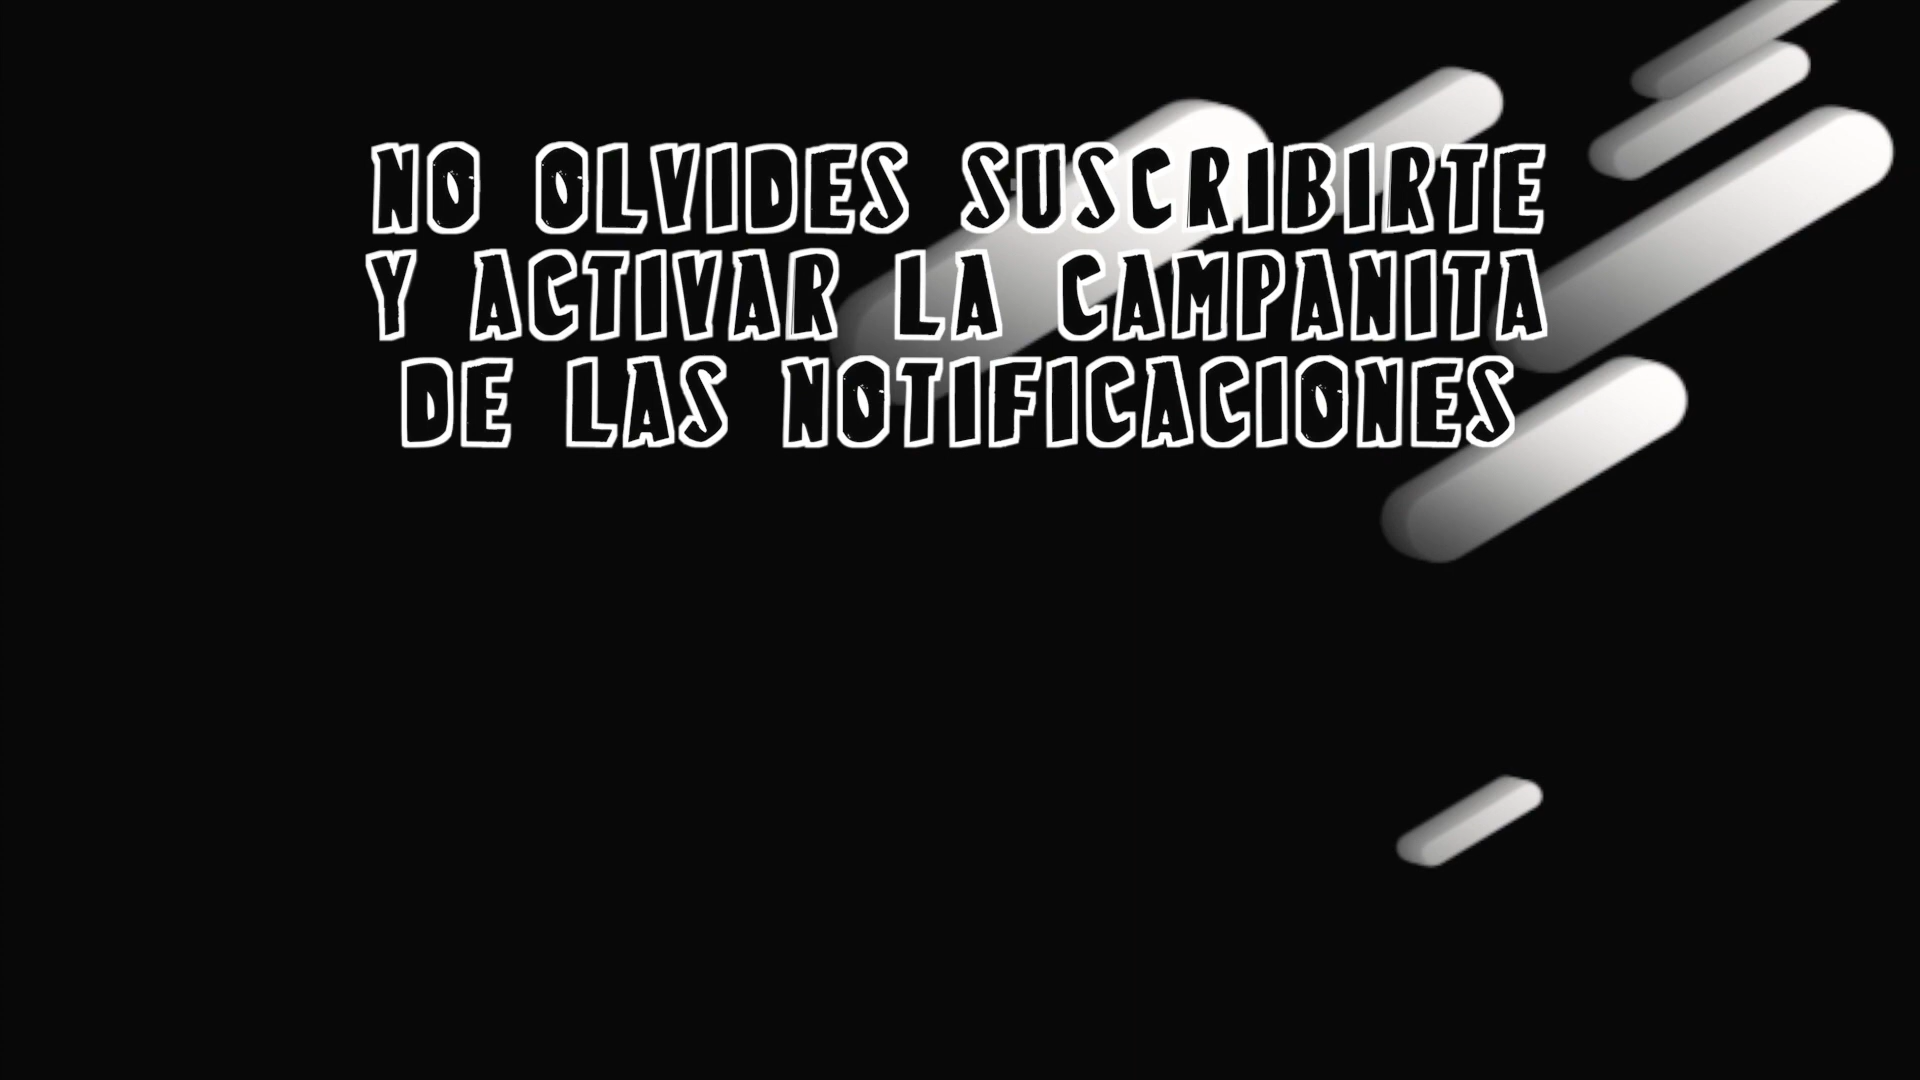 NO OLVIDES SUSCRIBIRTE
Y ACTIVAR LA CAMPANITA
DE LAS NOTIFICACIONES